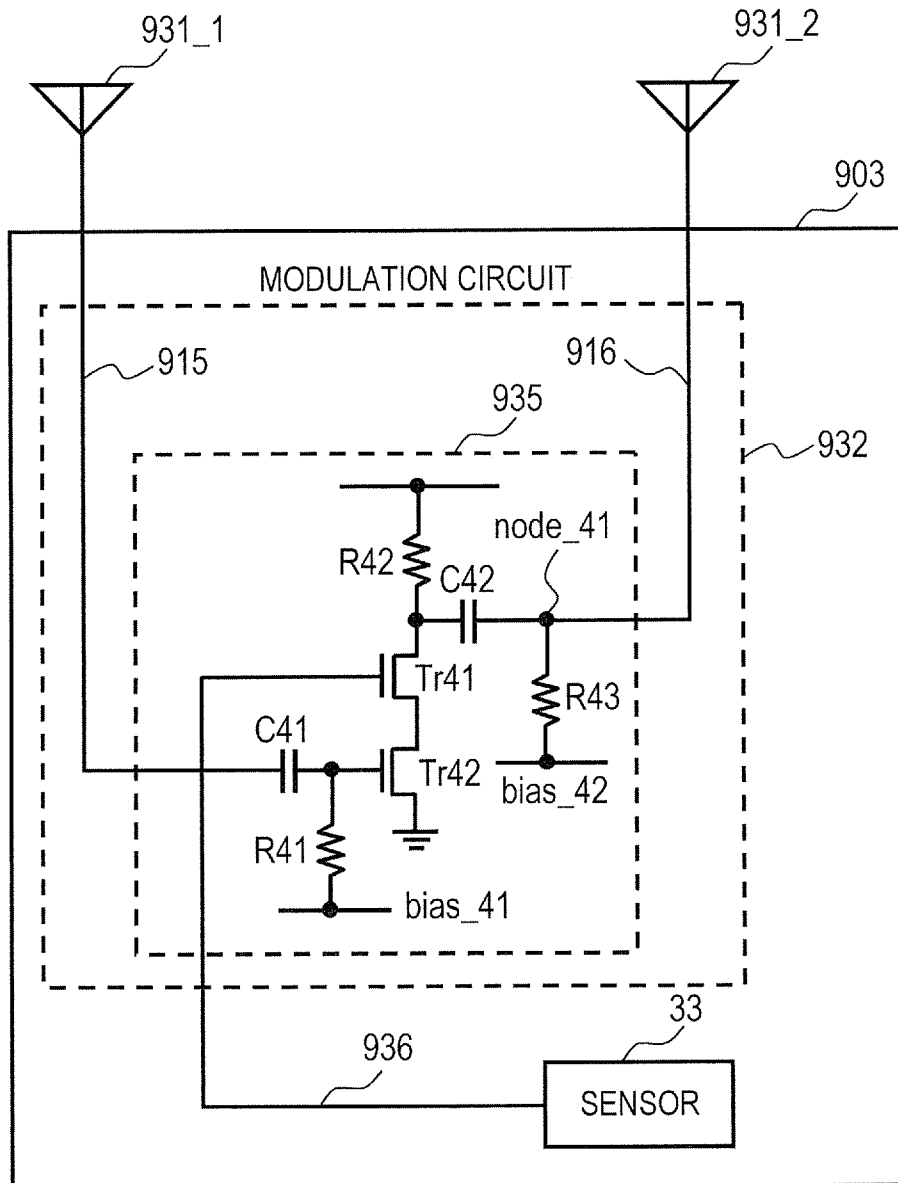 931_1
931_2
903
MODULATION CIRCUIT
915
916
935
932
node_41
R42
C42
Tr41
R43
C41
Tr42
bias_42
R41
bias_41
33
936
SENSOR